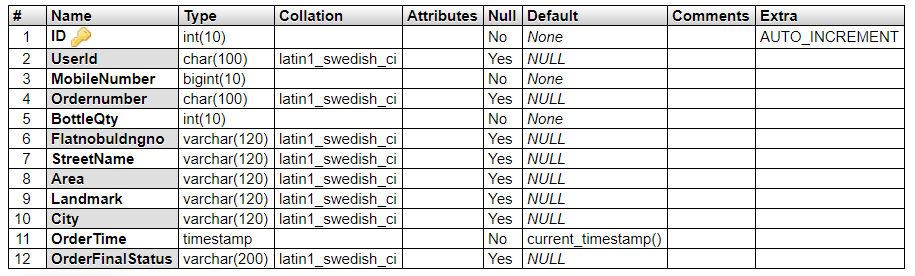 # Name Type Collation Attributes Null Default Comments Extra
1 ID int(10) No None AUTO_INCREMENT
2 UserId char(100) latin1_swedish_ci Yes NULL
3 MobileNumber bigint(10) No None
4 Ordernumber char(100) latin1_swedish_ci Yes NULL
5 BottleQty int(10) No None
6 Flatnobuldngno varchar(120) latin1_swedish_ci Yes NULL
7 StreetName varchar(120) latin1_swedish_ci Yes NULL
8 Area varchar(120) latin1_swedish_ci Yes NULL
9 Landmark varchar(120) latin1_swedish_ci Yes NULL
10 City varchar(120) latin1_swedish_ci Yes NULL
11 OrderTime timestamp No current_timestamp()
12 OrderFinalStatus varchar(200) latin1_swedish_ci Yes NULL